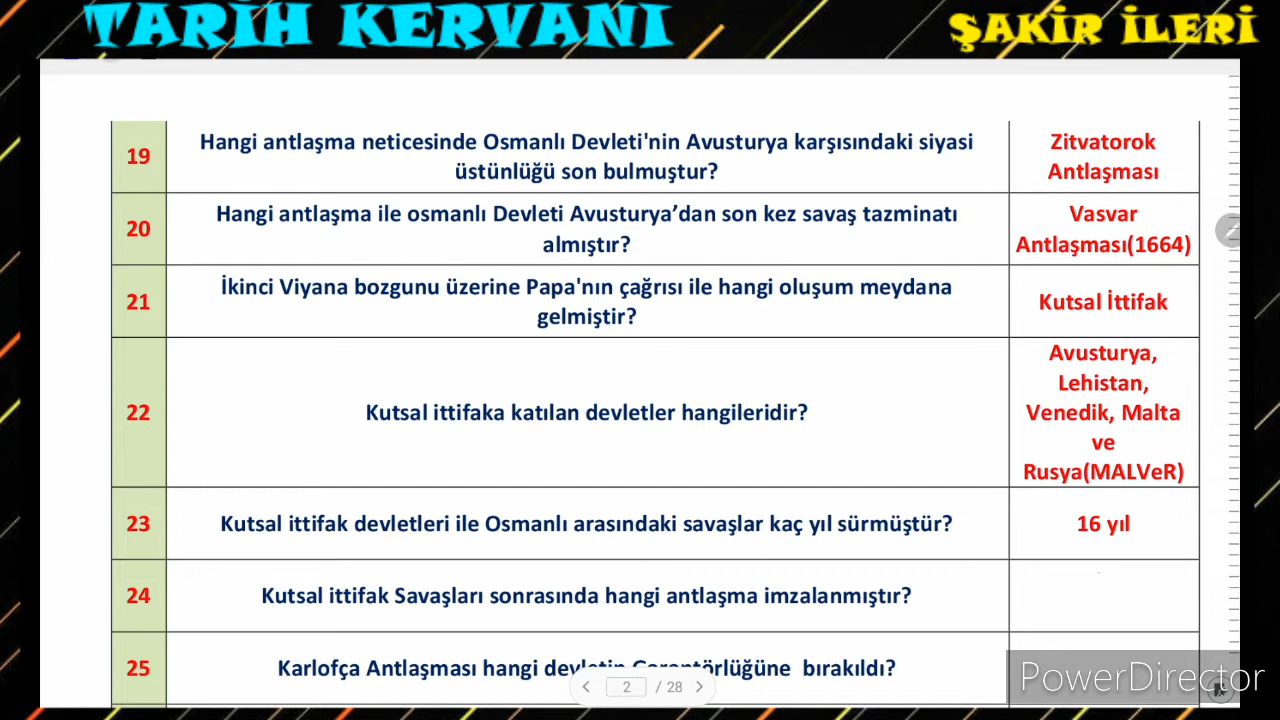 TARİH KERVANI
ŞAKİR İLERİ
19
Hangi antlaşma neticesinde Osmanlı Devleti'nin Avusturya karşısındaki siyasi
üstünlüğü son bulmuştur?
Zitvatorok
Antlaşması
20
Hangi antlaşma ile osmanlı Devleti Avusturya’dan son kez savaş tazminatı
almıştır?
Vasvar
Antlaşması(1664)
21
İkinci Viyana bozgunu üzerine Papa'nın çağrısı ile hangi oluşum meydana
gelmiştir?
Kutsal İttifak
22
Kutsal ittifaka katılan devletler hangileridir?
Avusturya,
Lehistan,
Venedik, Malta
ve
Rusya(MALVeR)
23
Kutsal ittifak devletleri ile Osmanlı arasındaki savaşlar kaç yıl sürmüştür?
16 yıl
24
Kutsal ittifak Savaşları sonrasında hangi antlaşma imzalanmıştır?
25
Karlofça Antlaşması hangi devletin Garantörlüğüne bırakıldı?
2 / 28
PowerDirector